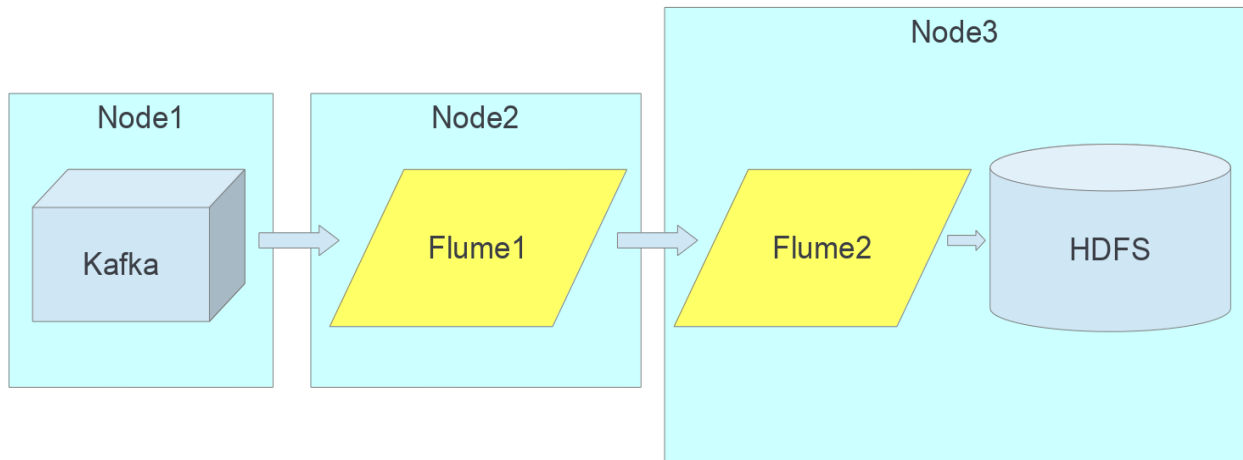 Node1
Kafka
Node2
Flume1
Node3
Flume2
HDFS